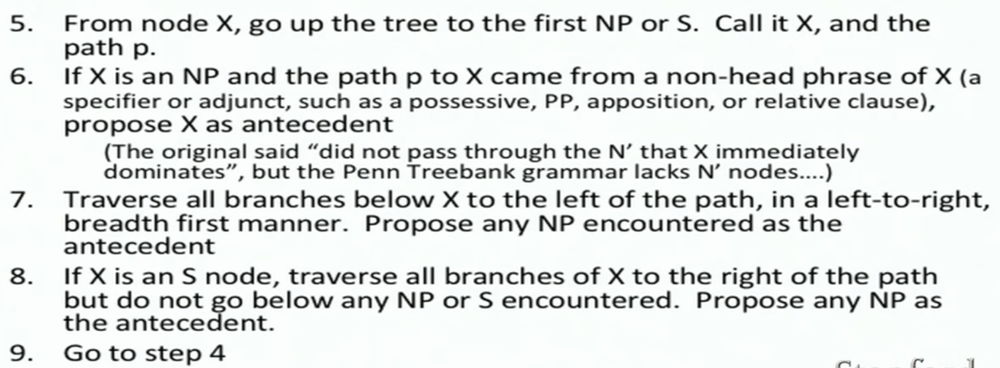 5. From node X, go up the tree to the first NP or S. Call it X, and the
path p.
6. If X is an NP and the path p to X came from a non-head phrase of X (a
specifier or adjunct, such as a possessive, PP, apposition, or relative clause),
propose X as antecedent
(The original said “did not pass through the N’ that X immediately
dominates”, but the Penn Treebank grammar lacks N’ nodes....)
7. Traverse all branches below X to the left of the path, in a left-to-right,
breadth first manner. Propose any NP encountered as the
antecedent
8. If X is an S node, traverse all branches of X to the right of the path
but do not go below any NP or S encountered. Propose any NP as
the antecedent.
9. Go to step 4